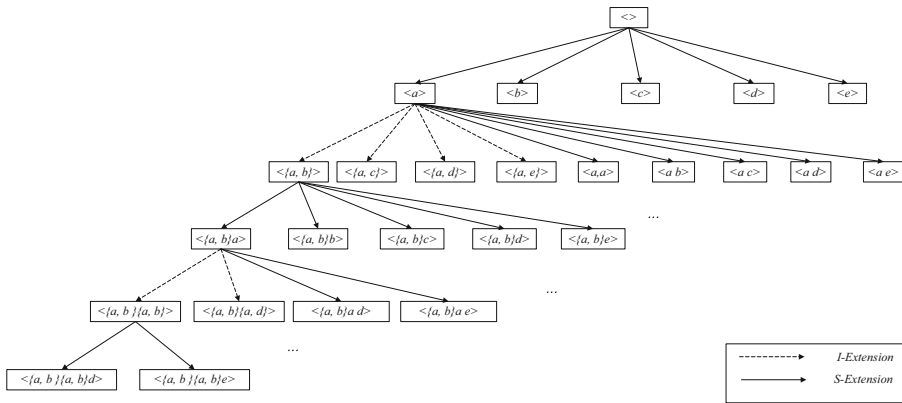 <>
<a>
<b>
<c>
<d>
<e>
<{a, b}>
<{a, c}>
<{a, d}>
<{a, e}>
<a,a>
<a b>
<a c>
<a d>
<a e>
...
<{a, b}a>
<{a, b}b>
<{a, b}c>
<{a, b}d>
<{a, b}e>
...
<{a, b }{a, b}>
<{a, b}{a, d}>
<{a, b}a d>
<{a, b}a e>
...
<{a, b }{a, b}d>
<{a, b }{a, b}e>
I-Extension
S-Extension